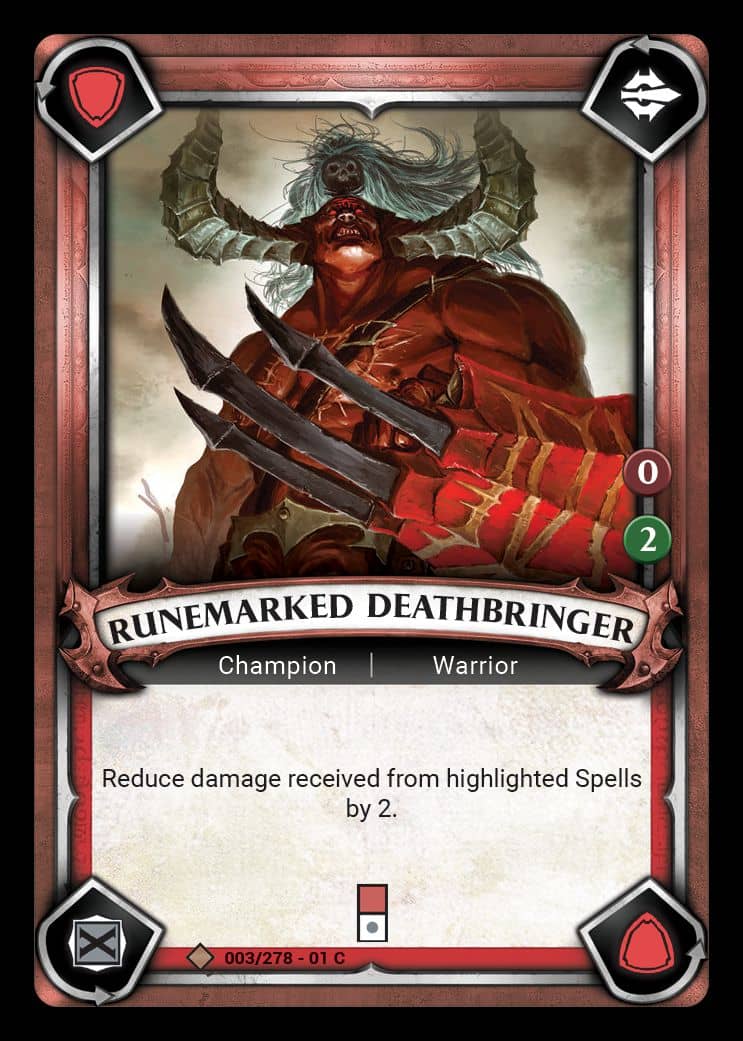 0
2
RUNEMARKED DEATHBRINGER
Champion | Warrior
Reduce damage received from highlighted Spells
by 2.
003/278 - 01 C